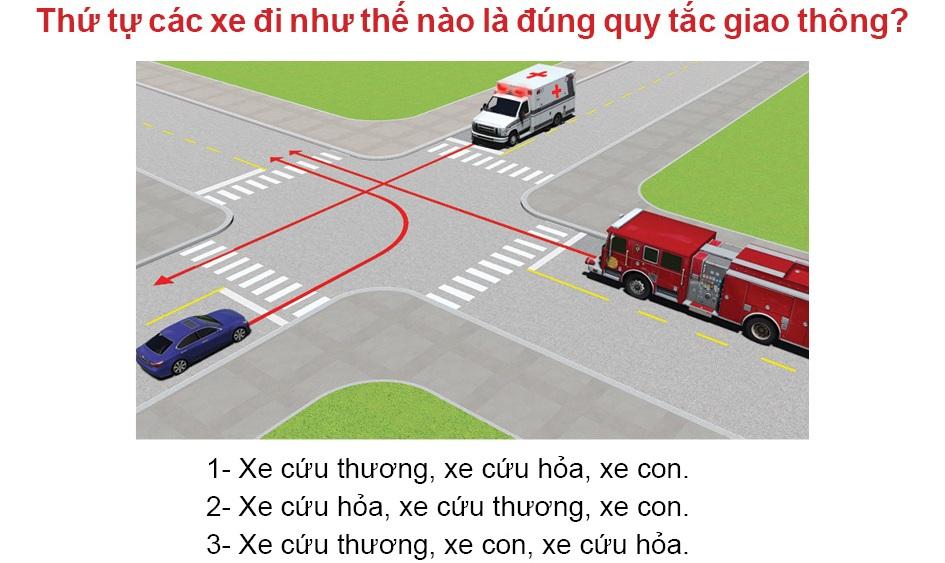 Thứ tự các xe đi như thế nào là đúng quy tắc giao thông?
1- Xe cứu thương, xe cứu hỏa, xe con.
2- Xe cứu hỏa, xe cứu thương, xe con.
3- Xe cứu thương, xe con, xe cứu hỏa.